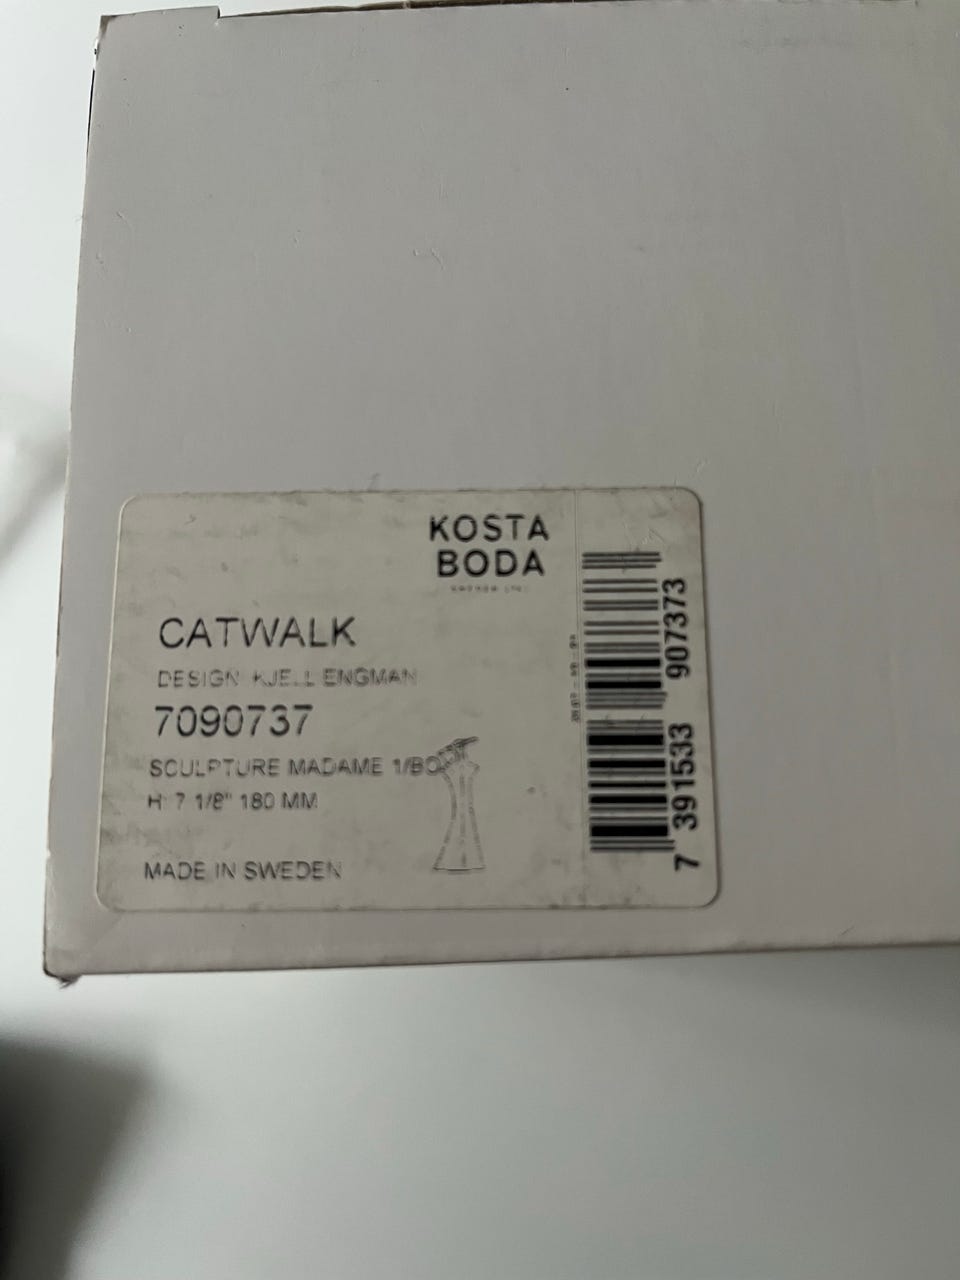 KOSTA
BODA
CATWALK
DESIGN KJELL ENGMAN
7090737
SCULPTURE MADAME 1/BOX
H: 7 1/8" 180 MM
MADE IN SWEDEN
7 391533 907373